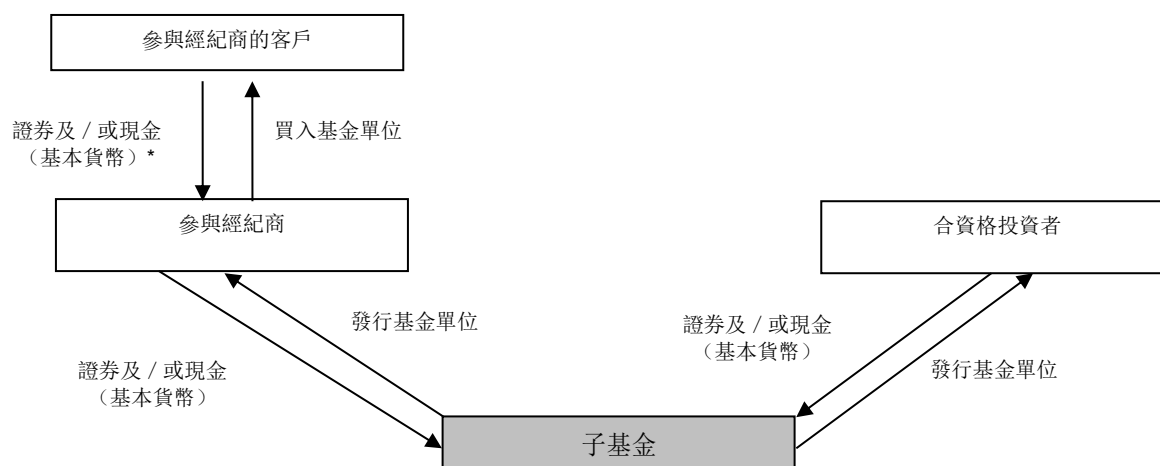 參與經紀商的客戶
證券及 / 或現金
（基本貨幣）*
買入基金單位
參與經紀商
合資格投資者
發行基金單位
證券及 / 或現金
（基本貨幣）
證券及 / 或現金
（基本貨幣）
發行基金單位
子基金